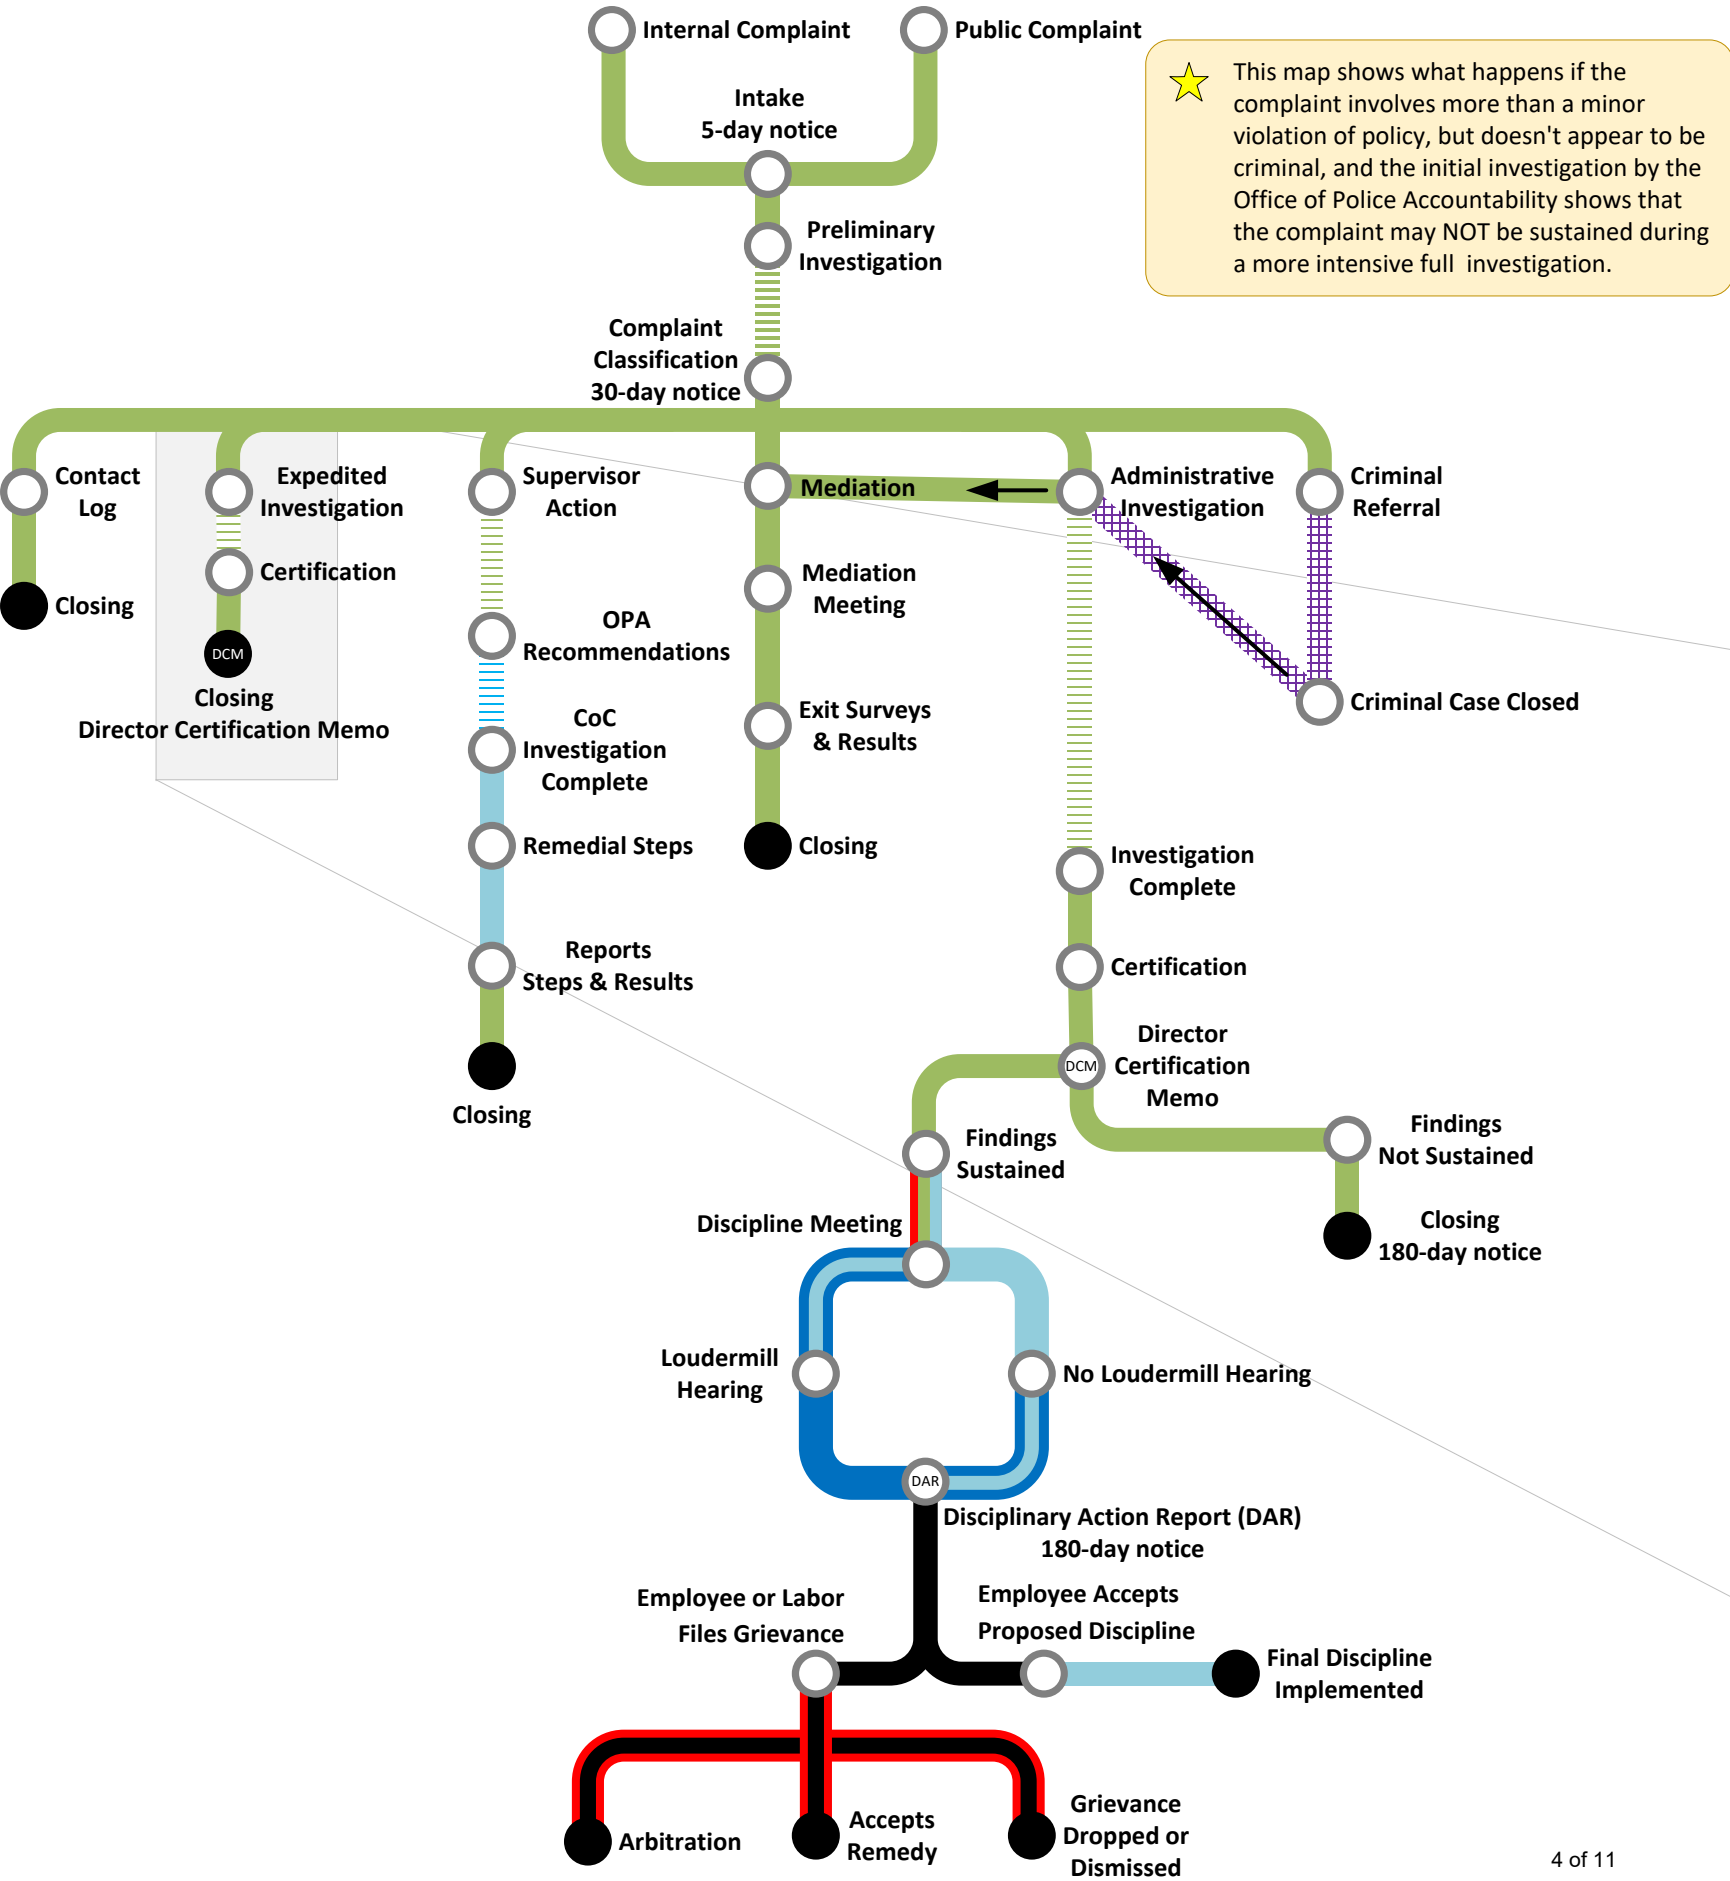 Internal Complaint
Public Complaint
This map shows what happens if the
complaint involves more than a minor
violation of policy, but doesn't appear to be
criminal, and the initial investigation by the
Office of Police Accountability shows that
the complaint may NOT be sustained during
a more intensive full investigation.
Intake
5-day notice
Preliminary
Investigation
Complaint
Classification
30-day notice
Contact
Log
Closing
Expedited
Investigation
Certification
DCM
Closing
Director Certification Memo
Supervisor
Action
OPA
Recommendations
CoC
Investigation
Complete
Remedial Steps
Reports
Steps & Results
Closing
Mediation
Mediation
Meeting
Exit Surveys
& Results
Closing
Administrative
Investigation
Criminal
Referral
Criminal Case Closed
Investigation
Complete
Certification
DCM
Director
Certification
Memo
Findings
Sustained
Findings
Not Sustained
Closing
180-day notice
Discipline Meeting
Loudermill
Hearing
No Loudermill Hearing
DAR
Disciplinary Action Report (DAR)
180-day notice
Employee or Labor
Files Grievance
Employee Accepts
Proposed Discipline
Final Discipline
Implemented
Arbitration
Accepts
Remedy
Grievance
Dropped or
Dismissed
4 of 11